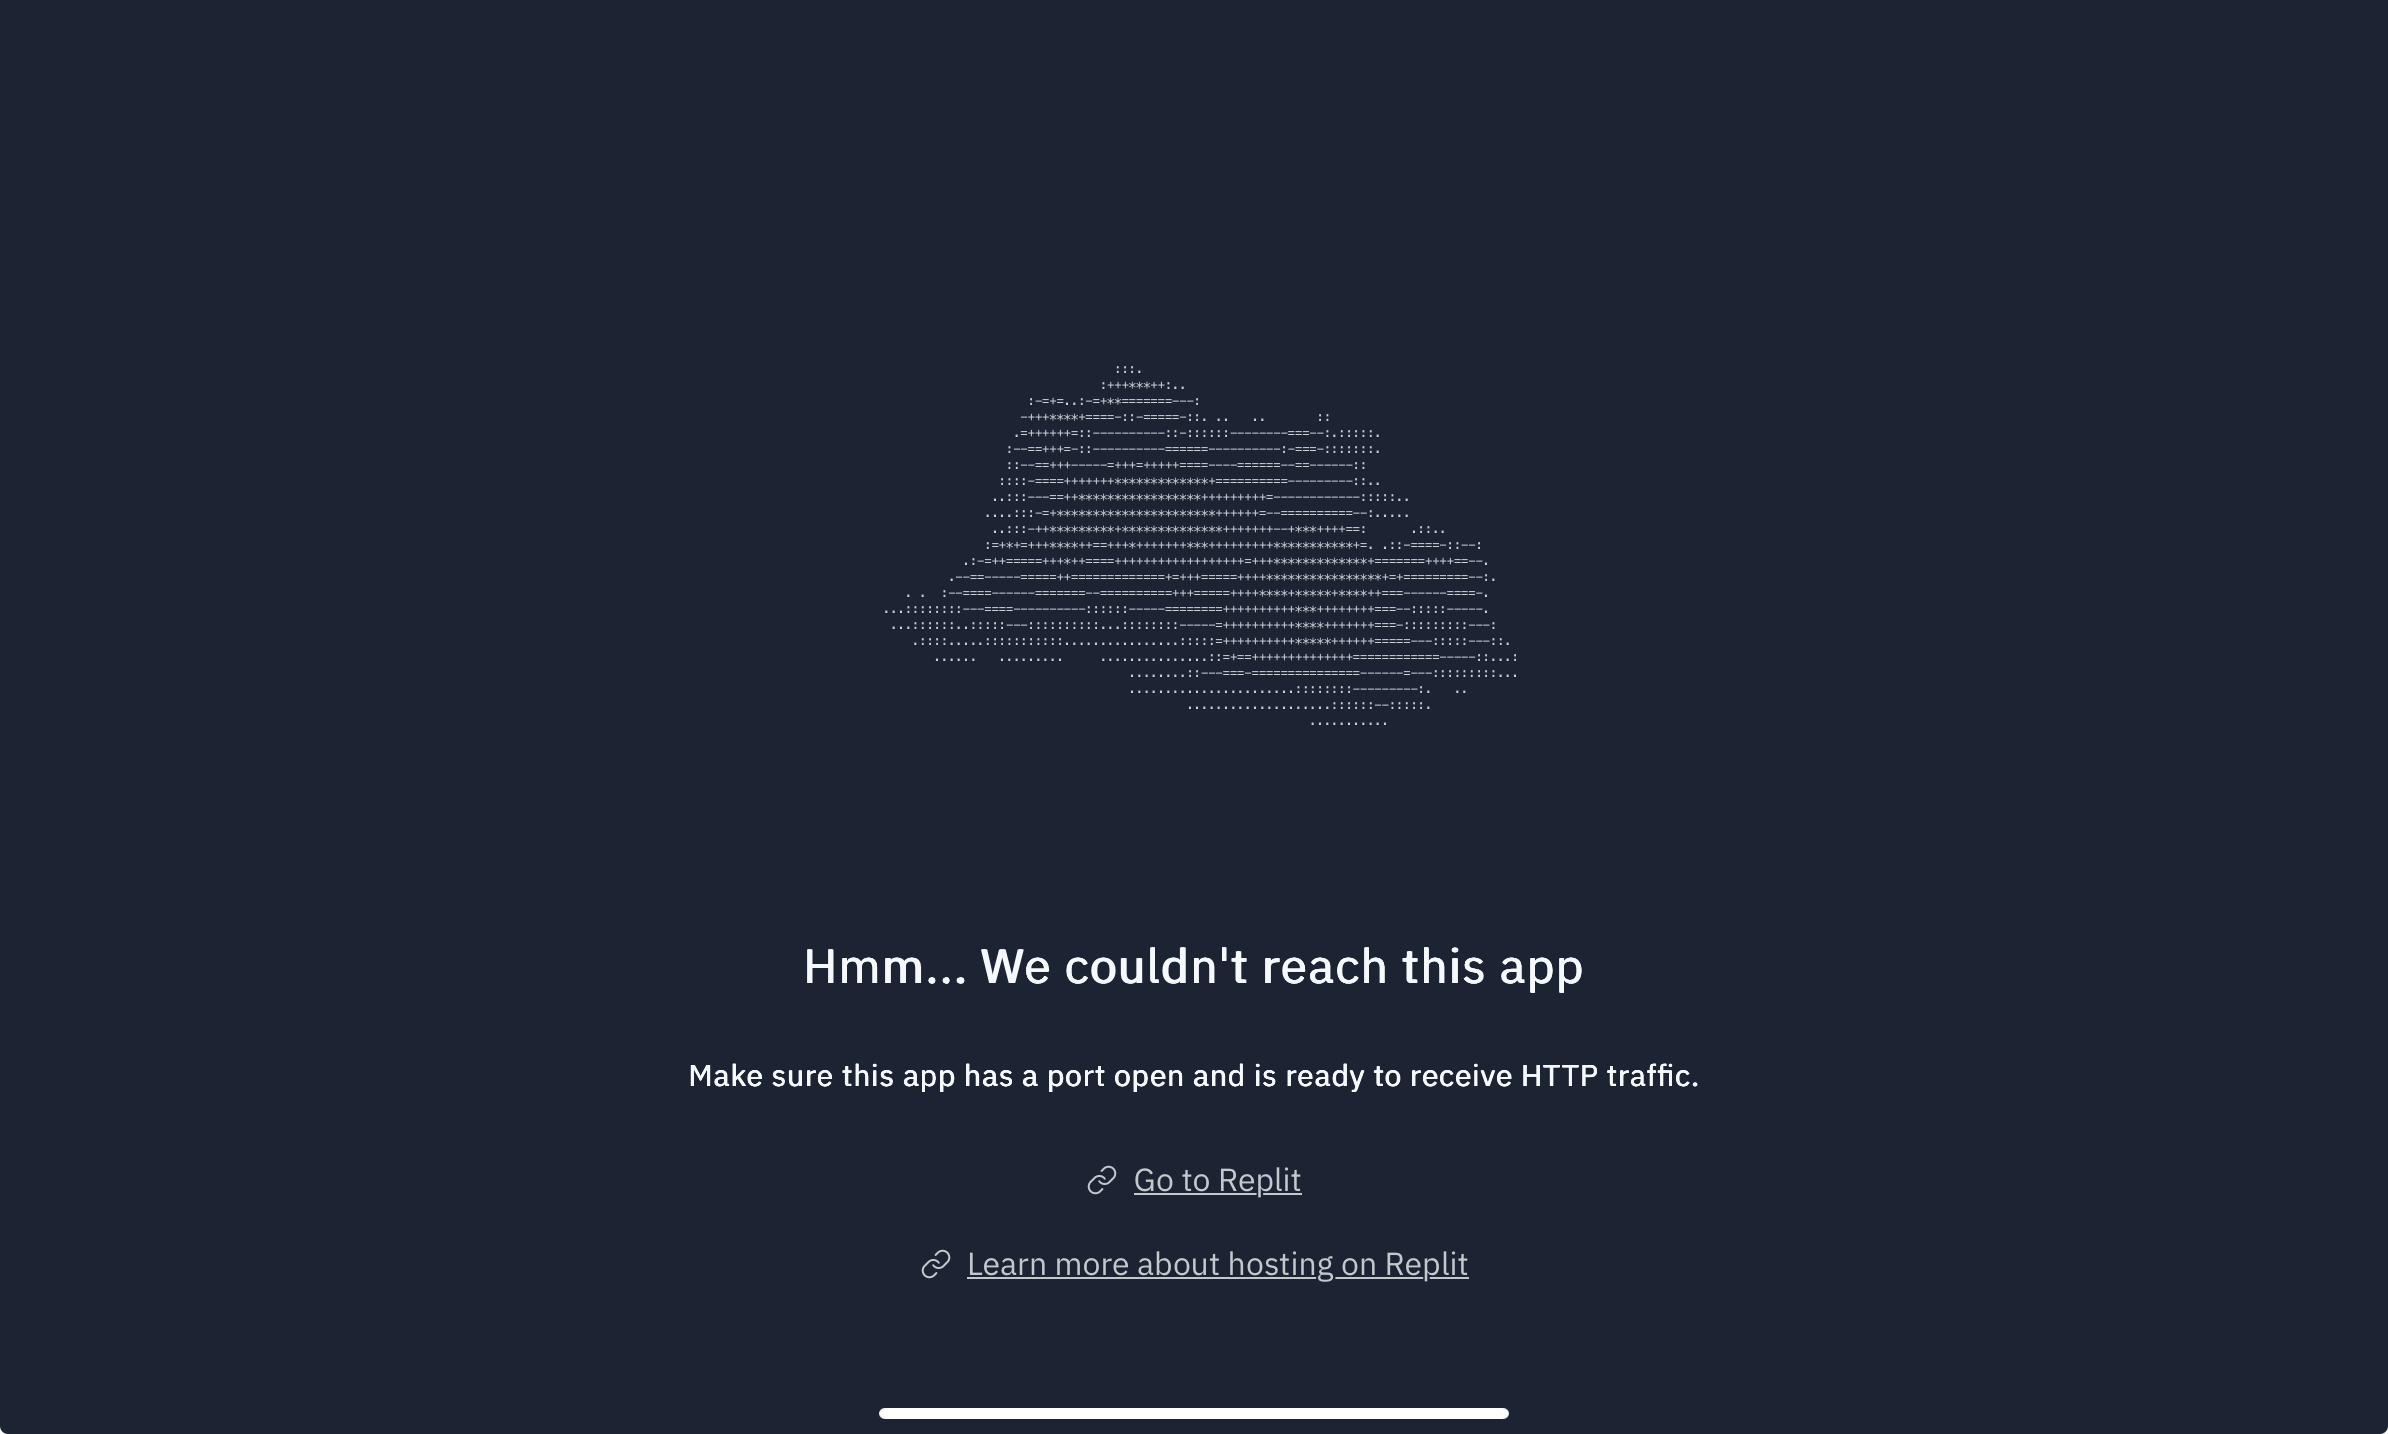 Hmm... We couldn't reach this app
Make sure this app has a port open and is ready to receive HTTP traffic.
Go to Replit
Learn more about hosting on Replit